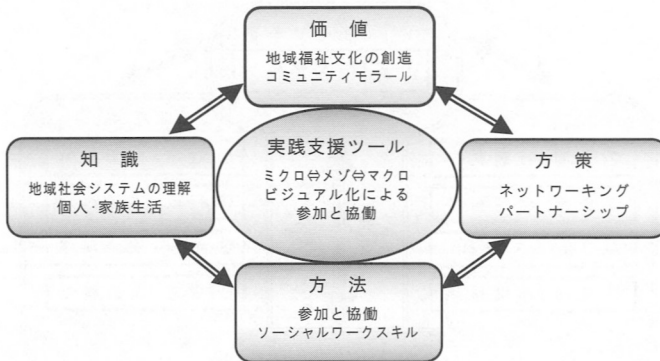 価 値
地域福祉文化の創造
コミュニティモラール
知 識
地域社会システムの理解
個人・家族生活
実践支援ツール
ミクロ⇔メゾ⇔マクロ
ビジュアル化による
参加と協働
方 策
ネットワーキング
パートナーシップ
方 法
参加と協働
ソーシャルワークスキル